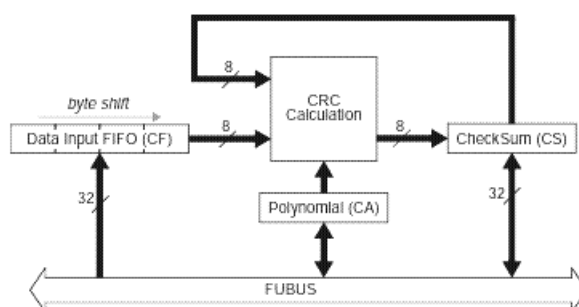 8
CRC
Calculation
byte shift
Data Input FIFO (CF)
8
8
CheckSum (CS)
32
Polynomial (CA)
32
FUBUS